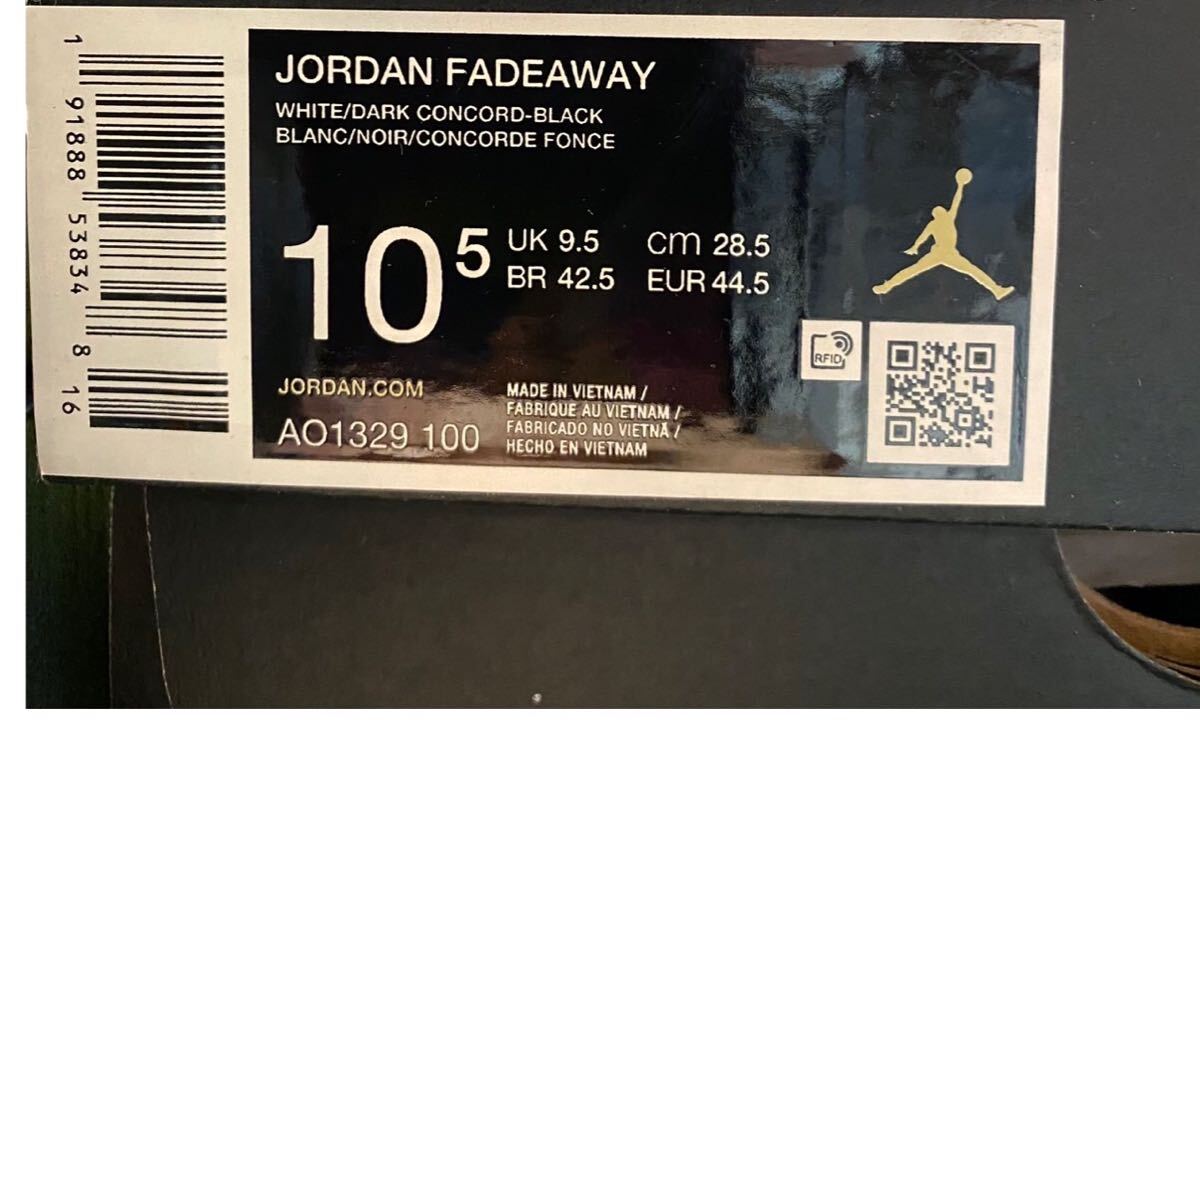 1 91888 53834 8 16
JORDAN FADEAWAY
WHITE/DARK CONCORD-BLACK
BLANC/NOIR/CONCORDE FONCE
10 5
UK 9.5 cm 28.5
BR 42.5 EUR 44.5
RFID
JORDAN.COM
AO1329 100
MADE IN VIETNAM /
FABRIQUE AU VIETNAM /
FABRICADO NO VIETNÃ /
HECHO EN VIETNAM